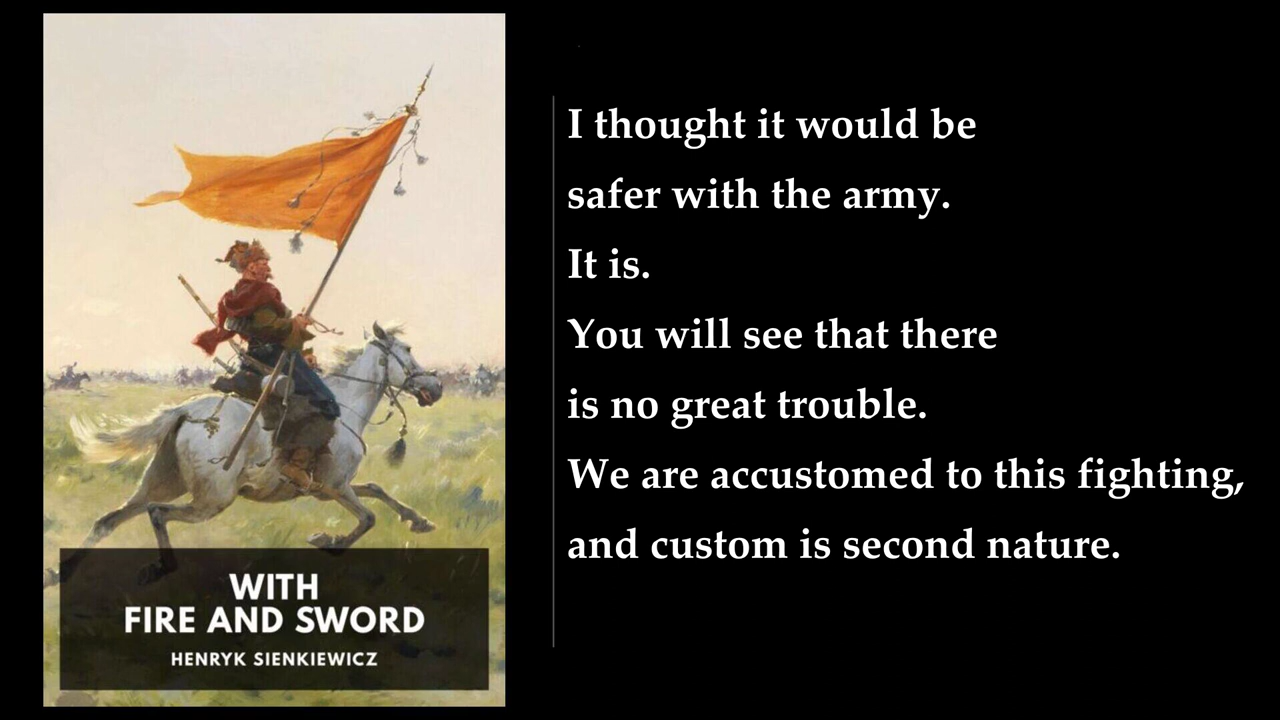 WITH
FIRE AND SWORD
HENRYK SIENKIEWICZ
I thought it would be
safer with the army.
It is.
You will see that there
is no great trouble.
We are accustomed to this fighting,
and custom is second nature.